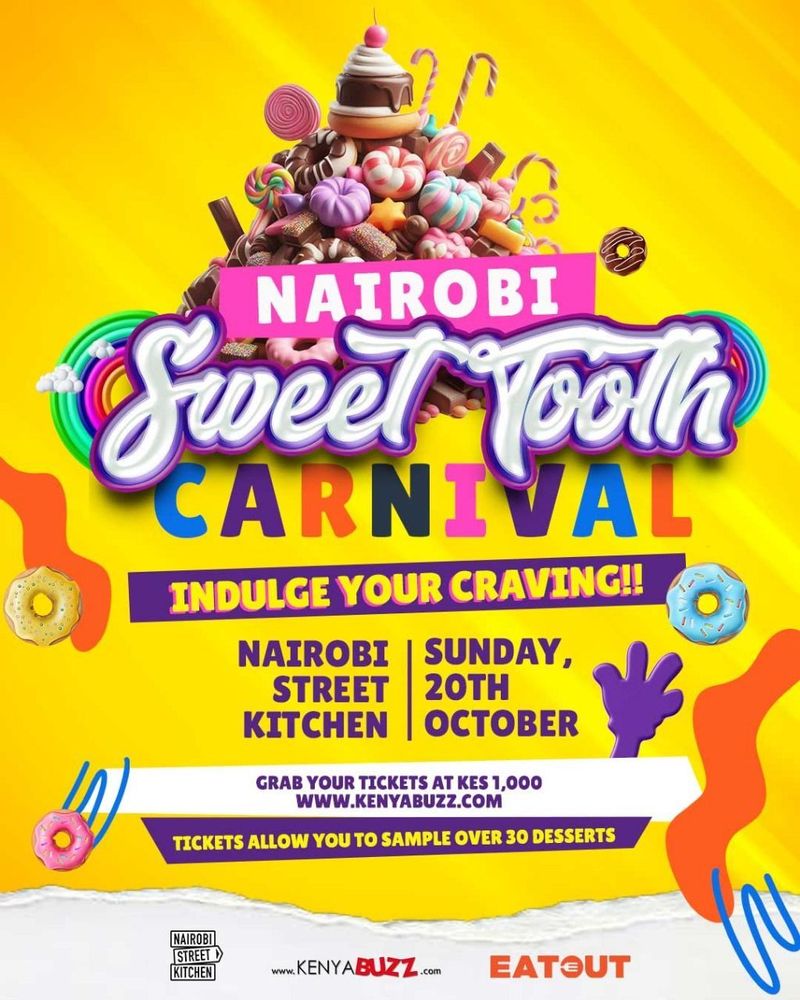 NAIROBI
Sweet Tooth
CARNIVAL
INDULGE YOUR CRAVING!!
NAIROBI
STREET
KITCHEN
SUNDAY,
20TH
OCTOBER
GRAB YOUR TICKETS AT KES 1,000
WWW.KENYABUZZ.COM
TICKETS ALLOW YOU TO SAMPLE OVER 30 DESSERTS
NAIROBI
STREET
KITCHEN
www.KENYABUZZ.com
EATOUT